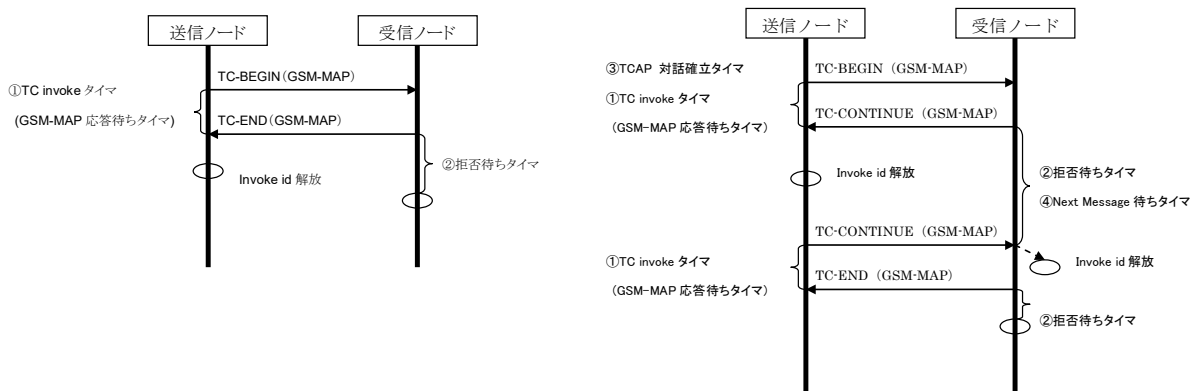 送信ノード
受信ノード
TC-BEGIN(GSM-MAP)
①TC invoke タイマ
(GSM-MAP 応答待ちタイマ)
TC-END(GSM-MAP)
②拒否待ちタイマ
Invoke id 解放
送信ノード
受信ノード
③TCAP 対話確立タイマ
TC-BEGIN (GSM-MAP)
①TC invoke タイマ
(GSM-MAP 応答待ちタイマ)
TC-CONTINUE (GSM-MAP)
Invoke id 解放
②拒否待ちタイマ
④Next Message 待ちタイマ
TC-CONTINUE (GSM-MAP)
①TC invoke タイマ
Invoke id 解放
(GSM-MAP 応答待ちタイマ)
TC-END (GSM-MAP)
②拒否待ちタイマ